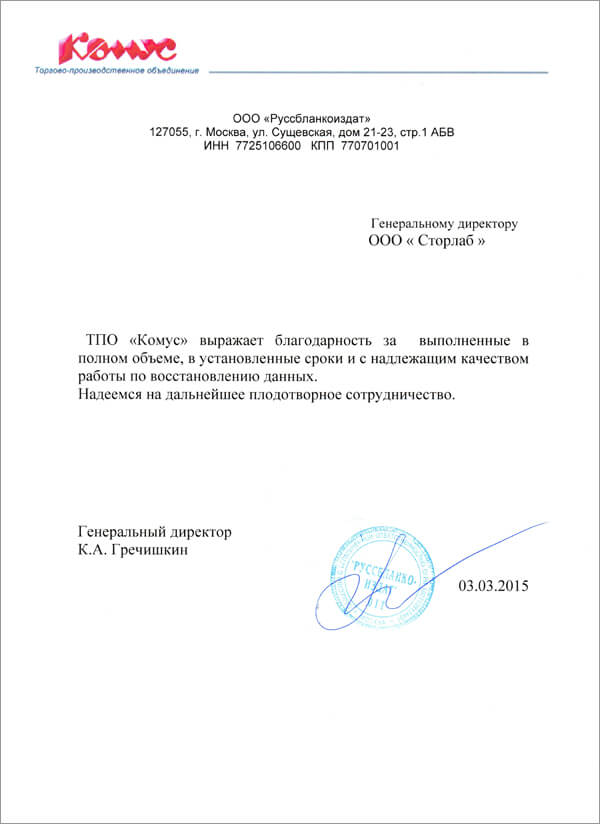 Комус
Торгово-производственное объединение
ООО «Руссбланкоиздат»
127055, г. Москва, ул. Сущевская, дом 21-23, стр.1 АБВ
ИНН 7725106600 КПП 770701001
Генеральному директору
ООО « Сторлаб »
ТПО «Комус» выражает благодарность за выполненные в
полном объеме, в установленные сроки и с надлежащим качеством
работы по восстановлению данных.
Надеемся на дальнейшее плодотворное сотрудничество.
Генеральный директор
К.А. Гречишкин
"РУССБЛАНКО-
ИЗДАТ"
03.03.2015